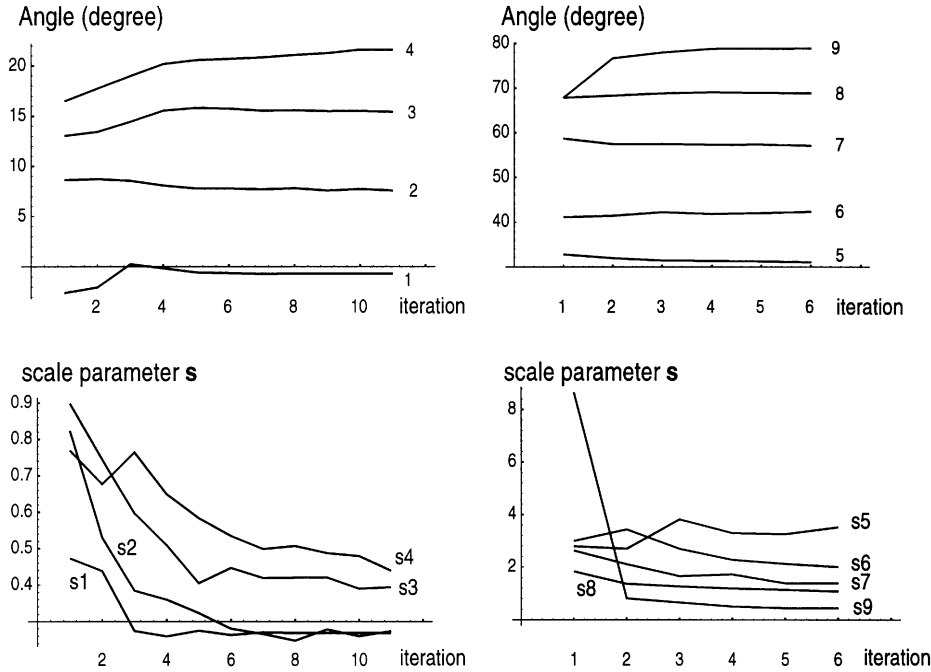 Angle (degree)
20
15
10
5
4
3
2
1
2 4 6 8 10 iteration
Angle (degree)
80
70
60
50
40
9
8
7
6
5
1 2 3 4 5 6 iteration
scale parameter s
0.9
0.8
0.7
0.6
0.5
0.4
s1
s2
s4
s3
2 4 6 8 10 iteration
scale parameter s
8
6
4
2
s8
s5
s6
s7
s9
1 2 3 4 5 6 iteration